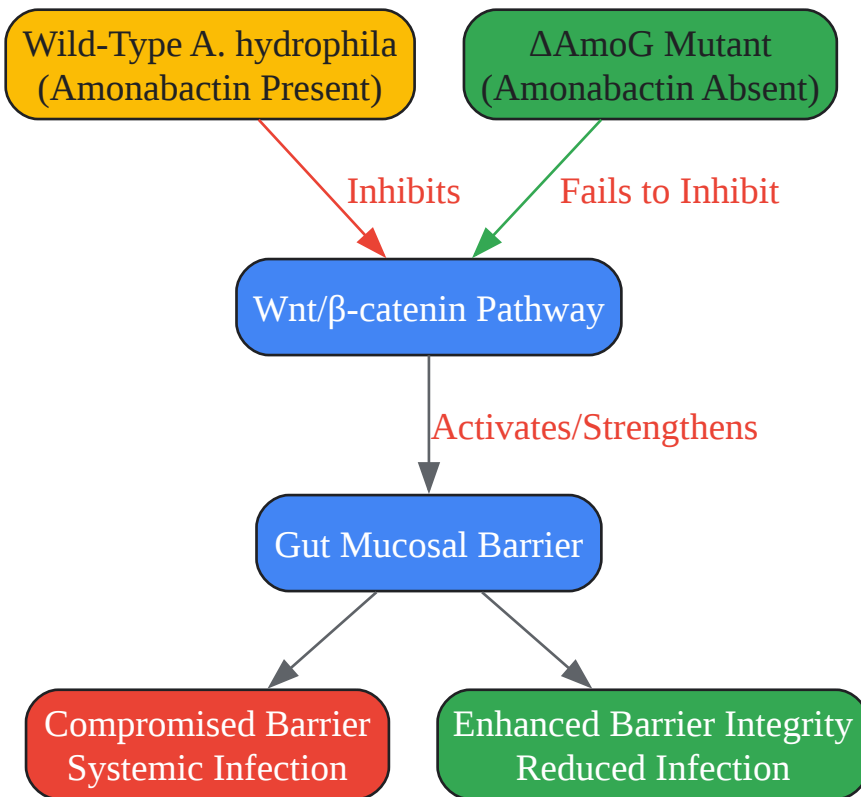 Wild-Type A. hydrophila
(Amonabactin Present)
ΔAmoG Mutant
(Amonabactin Absent)
Inhibits
Fails to Inhibit
Wnt/β-catenin Pathway
Activates/Strengthens
Gut Mucosal Barrier
Compromised Barrier
Systemic Infection
Enhanced Barrier Integrity
Reduced Infection